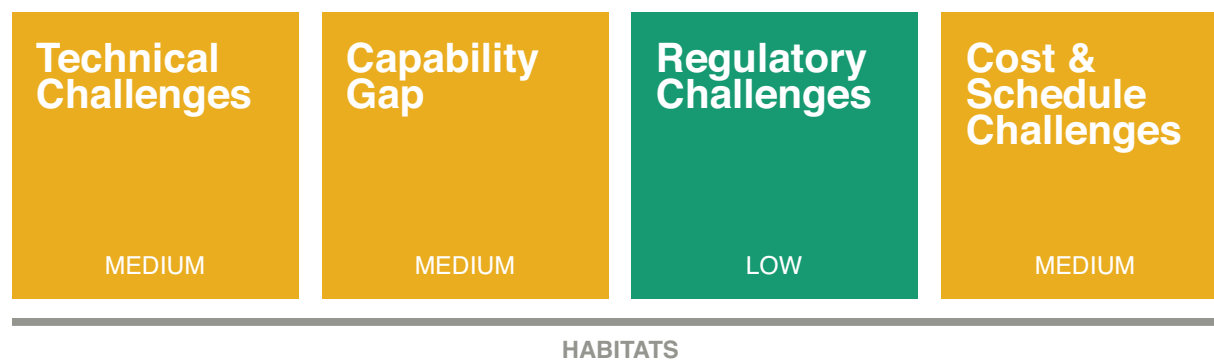 Technical
Challenges
MEDIUM
Capability
Gap
MEDIUM
Regulatory
Challenges
LOW
Cost &
Schedule
Challenges
MEDIUM
HABITATS